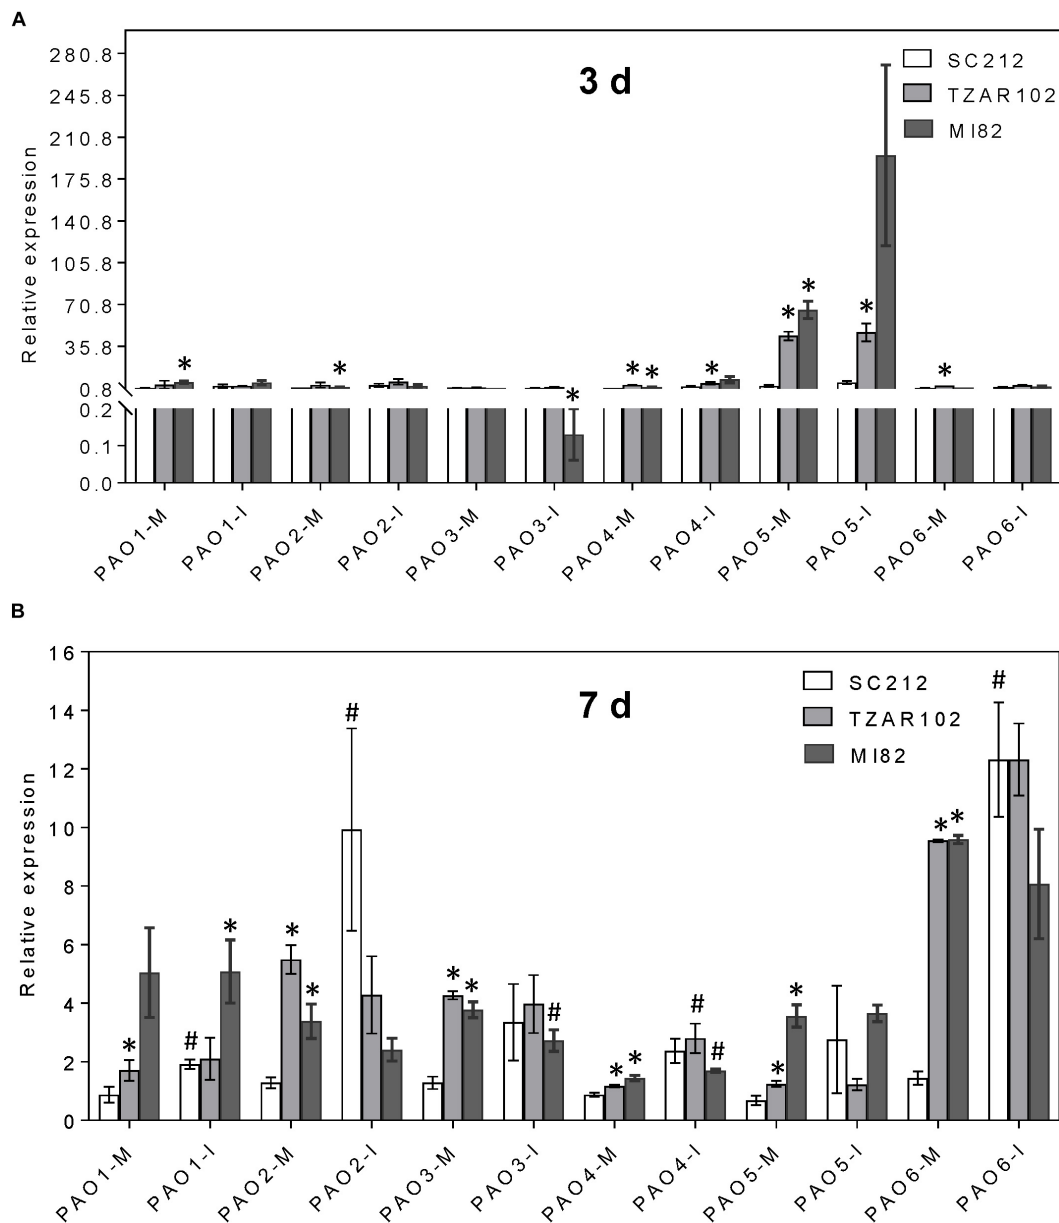 A
3 d
SC212
TZAR102
MI82
Relative expression
280.8
245.8
210.8
175.8
140.8
105.8
70.8
35.8
0.8
0.2
0.1
0.0
*
*
*
*
*
*
*
*
*
*
PAO1-M
PAO1-I
PAO2-M
PAO2-I
PAO3-M
PAO3-I
PAO4-M
PAO4-I
PAO5-M
PAO5-I
PAO6-M
PAO6-I
B
7 d
SC212
TZAR102
MI82
Relative expression
16
14
12
10
8
6
4
2
0
*
#
*
*
*
#
*
*
#
*
*
#
#
*
*
*
*
#
PAO1-M
PAO1-I
PAO2-M
PAO2-I
PAO3-M
PAO3-I
PAO4-M
PAO4-I
PAO5-M
PAO5-I
PAO6-M
PAO6-I